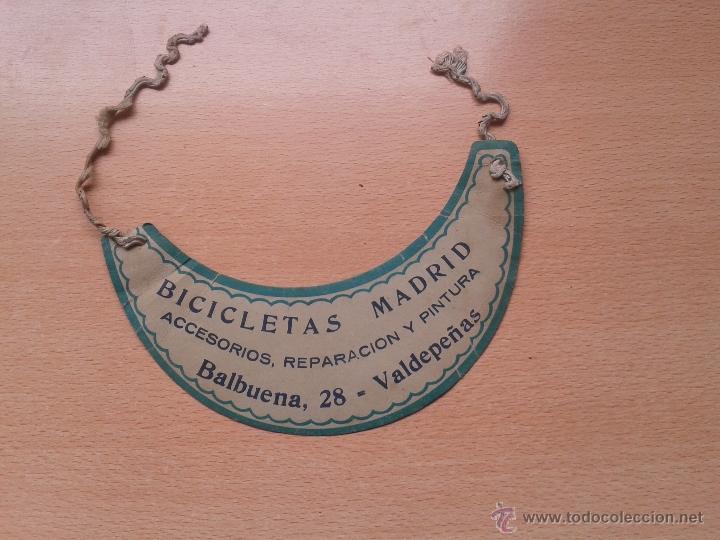 BICICLETAS MADRID
ACCESORIOS, REPARACION Y PINTURA
Balbuena, 28 - Valdepeñas
www.todocoleccion.net